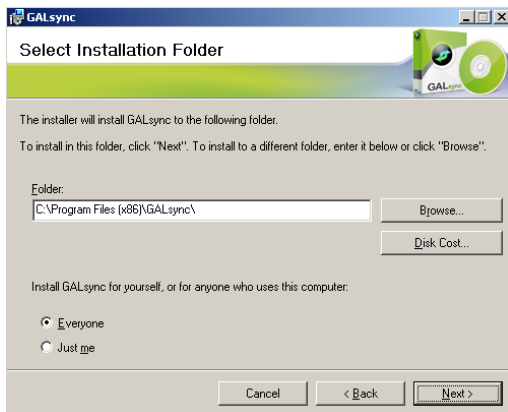 GALsync
Select Installation Folder
GALsync
The installer will install GALsync to the following folder.
To install in this folder, click "Next". To install to a different folder, enter it below or click "Browse".
Folder:
C:\Program Files (x86)\GALsync\
Browse...
Disk Cost...
Install GALsync for yourself, or for anyone who uses this computer:
Everyone
Just me
Cancel
< Back
Next >